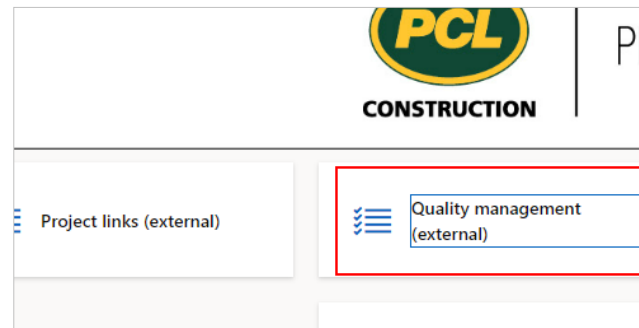 PCL
CONSTRUCTION
P
Project links (external)
Quality management
(external)